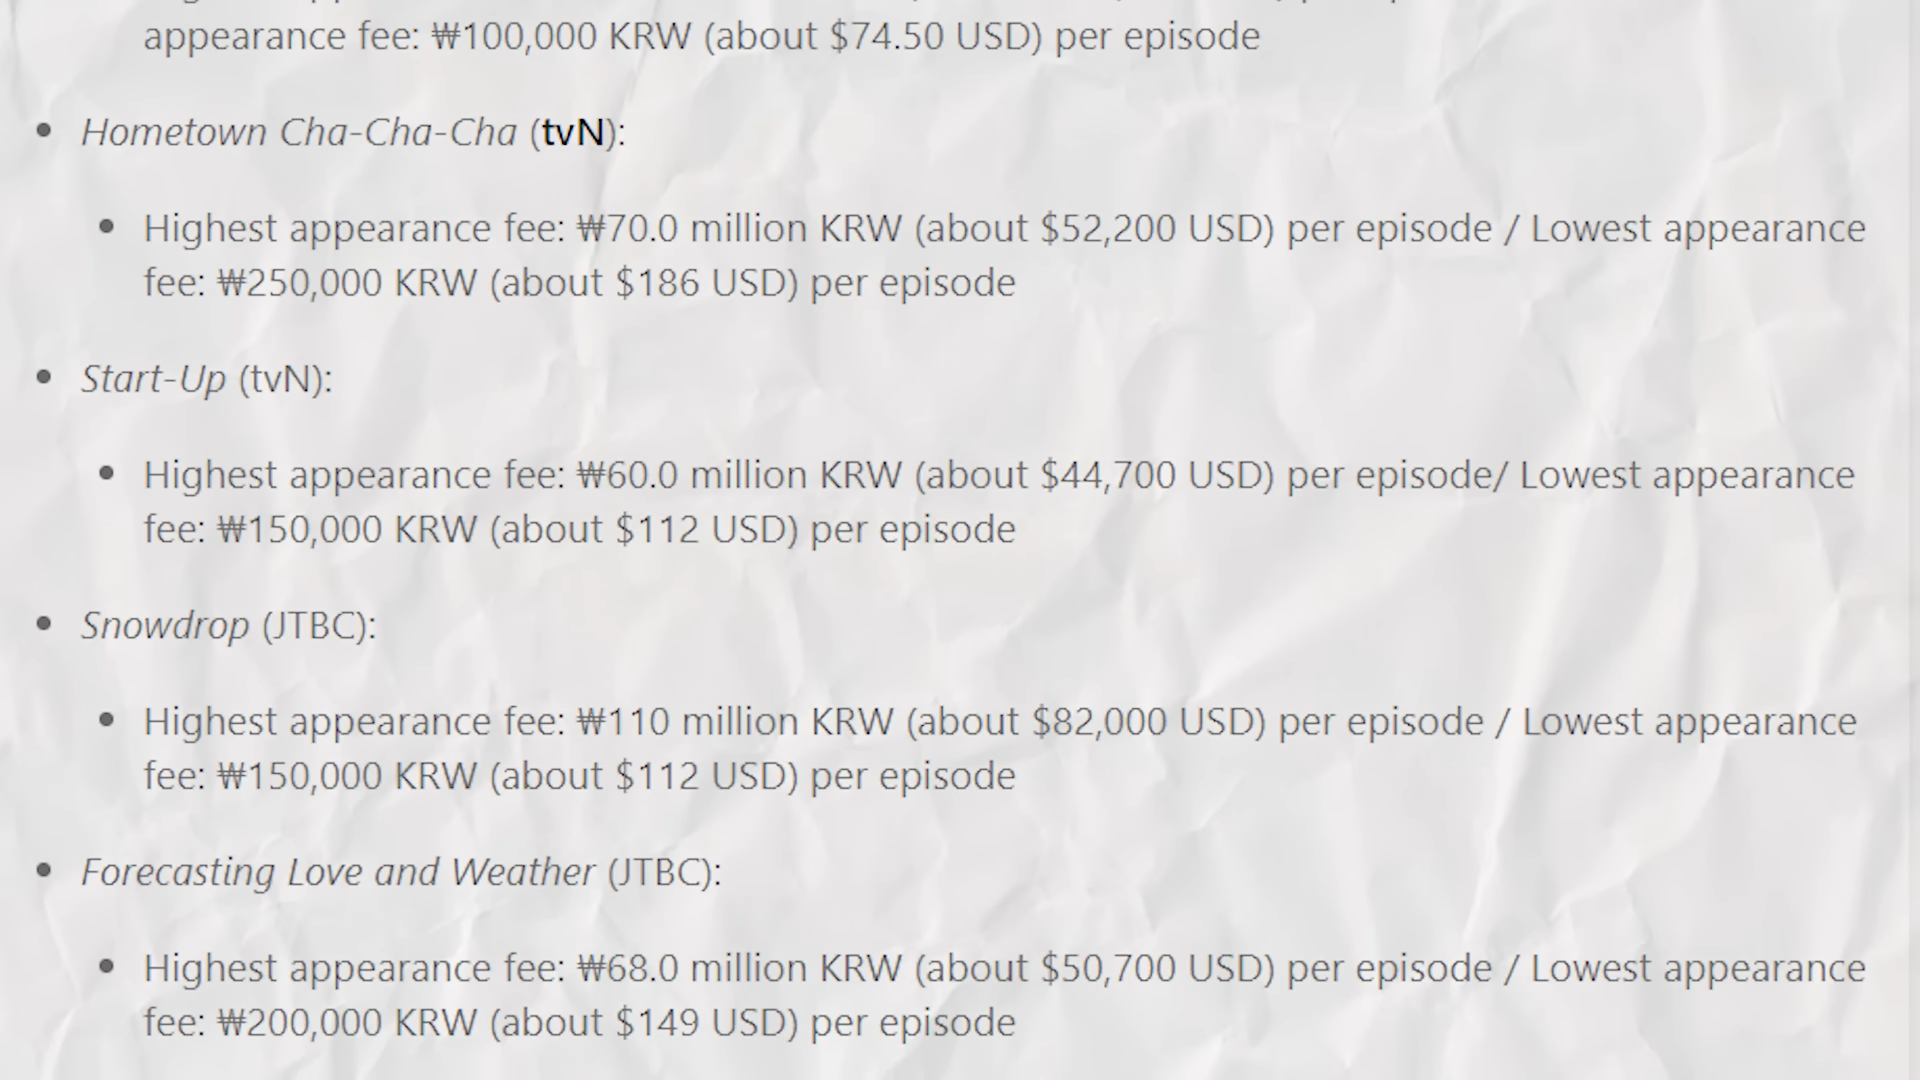 appearance fee: ₩100,000 KRW (about $74.50 USD) per episode
• Hometown Cha-Cha-Cha (tvN):
• Highest appearance fee: ₩70.0 million KRW (about $52,200 USD) per episode / Lowest appearance
fee: ₩250,000 KRW (about $186 USD) per episode
• Start-Up (tvN):
• Highest appearance fee: ₩60.0 million KRW (about $44,700 USD) per episode/ Lowest appearance
fee: ₩150,000 KRW (about $112 USD) per episode
• Snowdrop (JTBC):
• Highest appearance fee: ₩110 million KRW (about $82,000 USD) per episode / Lowest appearance
fee: ₩150,000 KRW (about $112 USD) per episode
• Forecasting Love and Weather (JTBC):
• Highest appearance fee: ₩68.0 million KRW (about $50,700 USD) per episode / Lowest appearance
fee: ₩200,000 KRW (about $149 USD) per episode